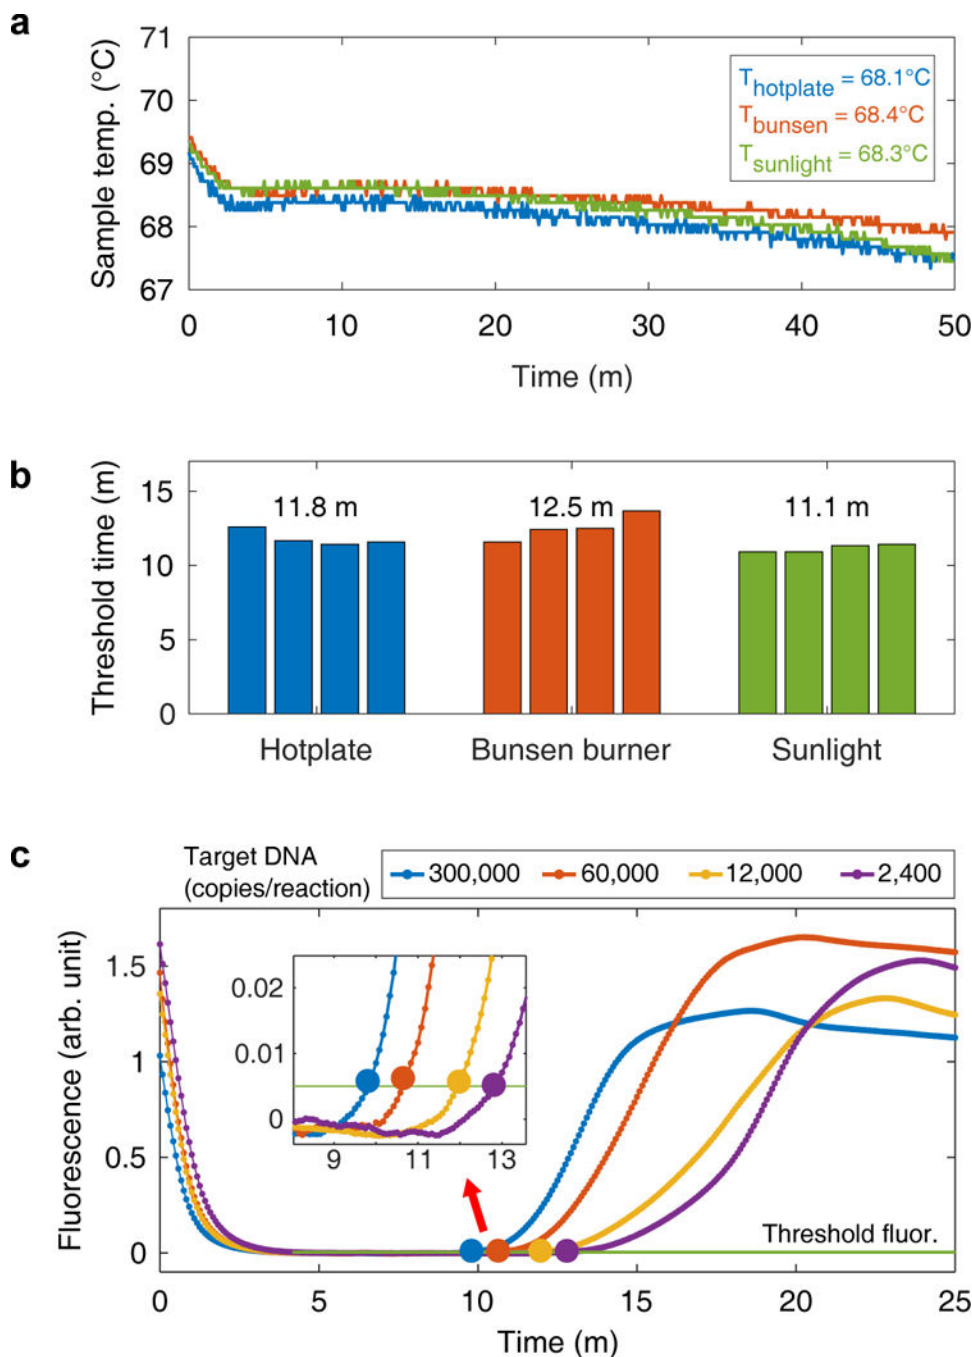 a
71
70
69
68
67
Sample temp. (°C)
T_hotplate = 68.1°C
T_bunsen = 68.4°C
T_sunlight = 68.3°C
0 10 20 30 40 50
Time (m)
b
15
10
5
0
Threshold time (m)
11.8 m 12.5 m 11.1 m
Hotplate Bunsen burner Sunlight
c
Target DNA
(copies/reaction)
300,000 60,000 12,000 2,400
1.5
1
0.5
0
Fluorescence (arb. unit)
0.02
0.01
0
9 11 13
Threshold fluor.
0 5 10 15 20 25
Time (m)